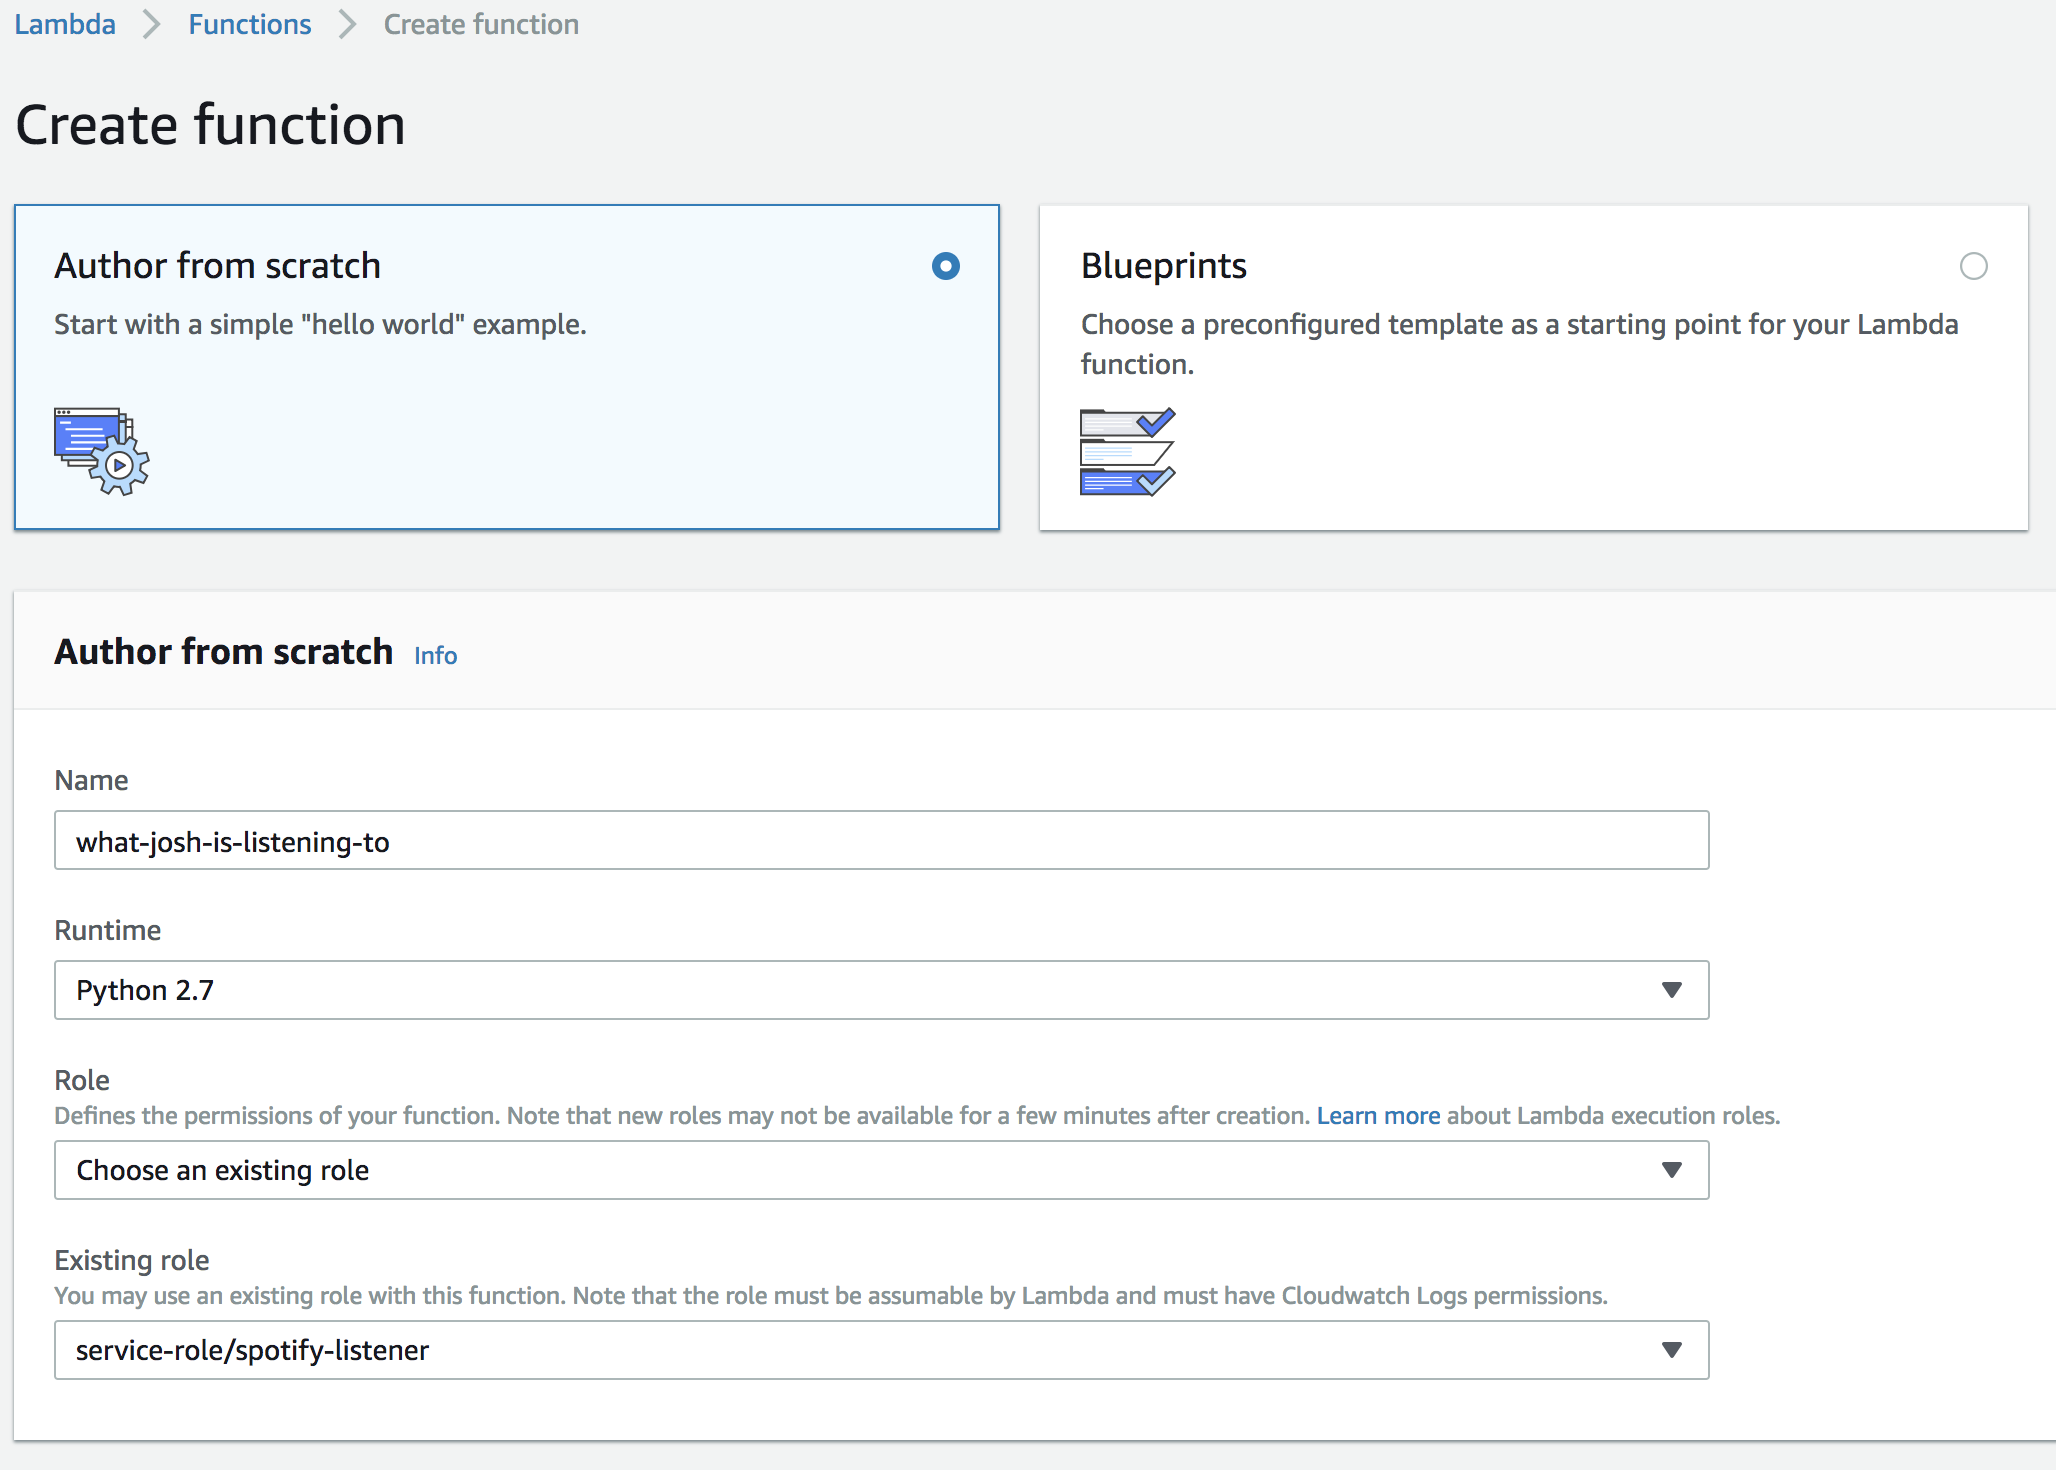 Lambda > Functions > Create function
Create function
Author from scratch
Start with a simple "hello world" example.
Blueprints
Choose a preconfigured template as a starting point for your Lambda
function.
Author from scratch Info
Name
what-josh-is-listening-to
Runtime
Python 2.7
Role
Defines the permissions of your function. Note that new roles may not be available for a few minutes after creation. Learn more about Lambda execution roles.
Choose an existing role
Existing role
You may use an existing role with this function. Note that the role must be assumable by Lambda and must have Cloudwatch Logs permissions.
service-role/spotify-listener